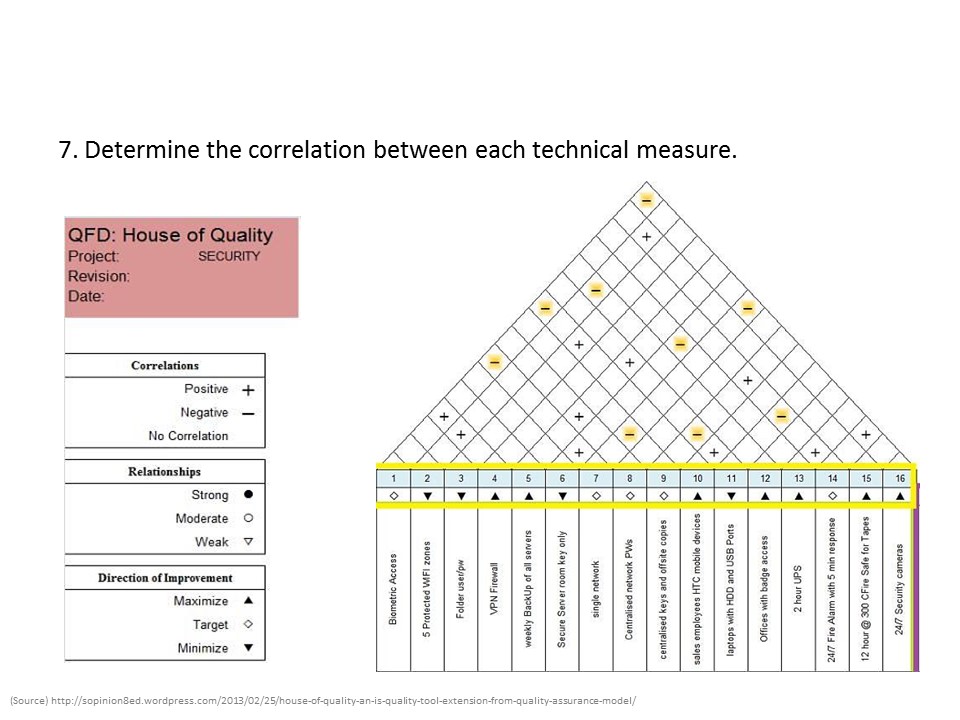 7. Determine the correlation between each technical measure.
QFD: House of Quality
Project: SECURITY
Revision:
Date:
Correlations
Positive +
Negative −
No Correlation
Relationships
Strong ●
Moderate ○
Weak ▽
Direction of Improvement
Maximize ▲
Target ◇
Minimize ▼
−
+
−
− −
+ −
− +
+
+ + −
+ − − +
+ + +
1 2 3 4 5 6 7 8 9 10 11 12 13 14 15 16
◇ ▼ ▼ ▲ ▲ ▼ ◇ ◇ ◇ ▲ ▼ ▲ ▲ ◇ ▲ ▲
Biometric Access
5 Protected WiFI zones
Folder user/pw
VPN Firewall
weekly BackUp of all servers
Secure Server room key only
single network
Centralised network PWs
centralised keys and offsite copies
sales employees HTC mobile devices
laptops with HDD and USB Ports
Offices with badge access
2 hour UPS
24/7 Fire Alarm with 5 min response
12 hour @ 300 CFire Safe for Tapes
24/7 Security cameras
(Source) http://sopinion8ed.wordpress.com/2013/02/25/house-of-quality-an-is-quality-tool-extension-from-quality-assurance-model/